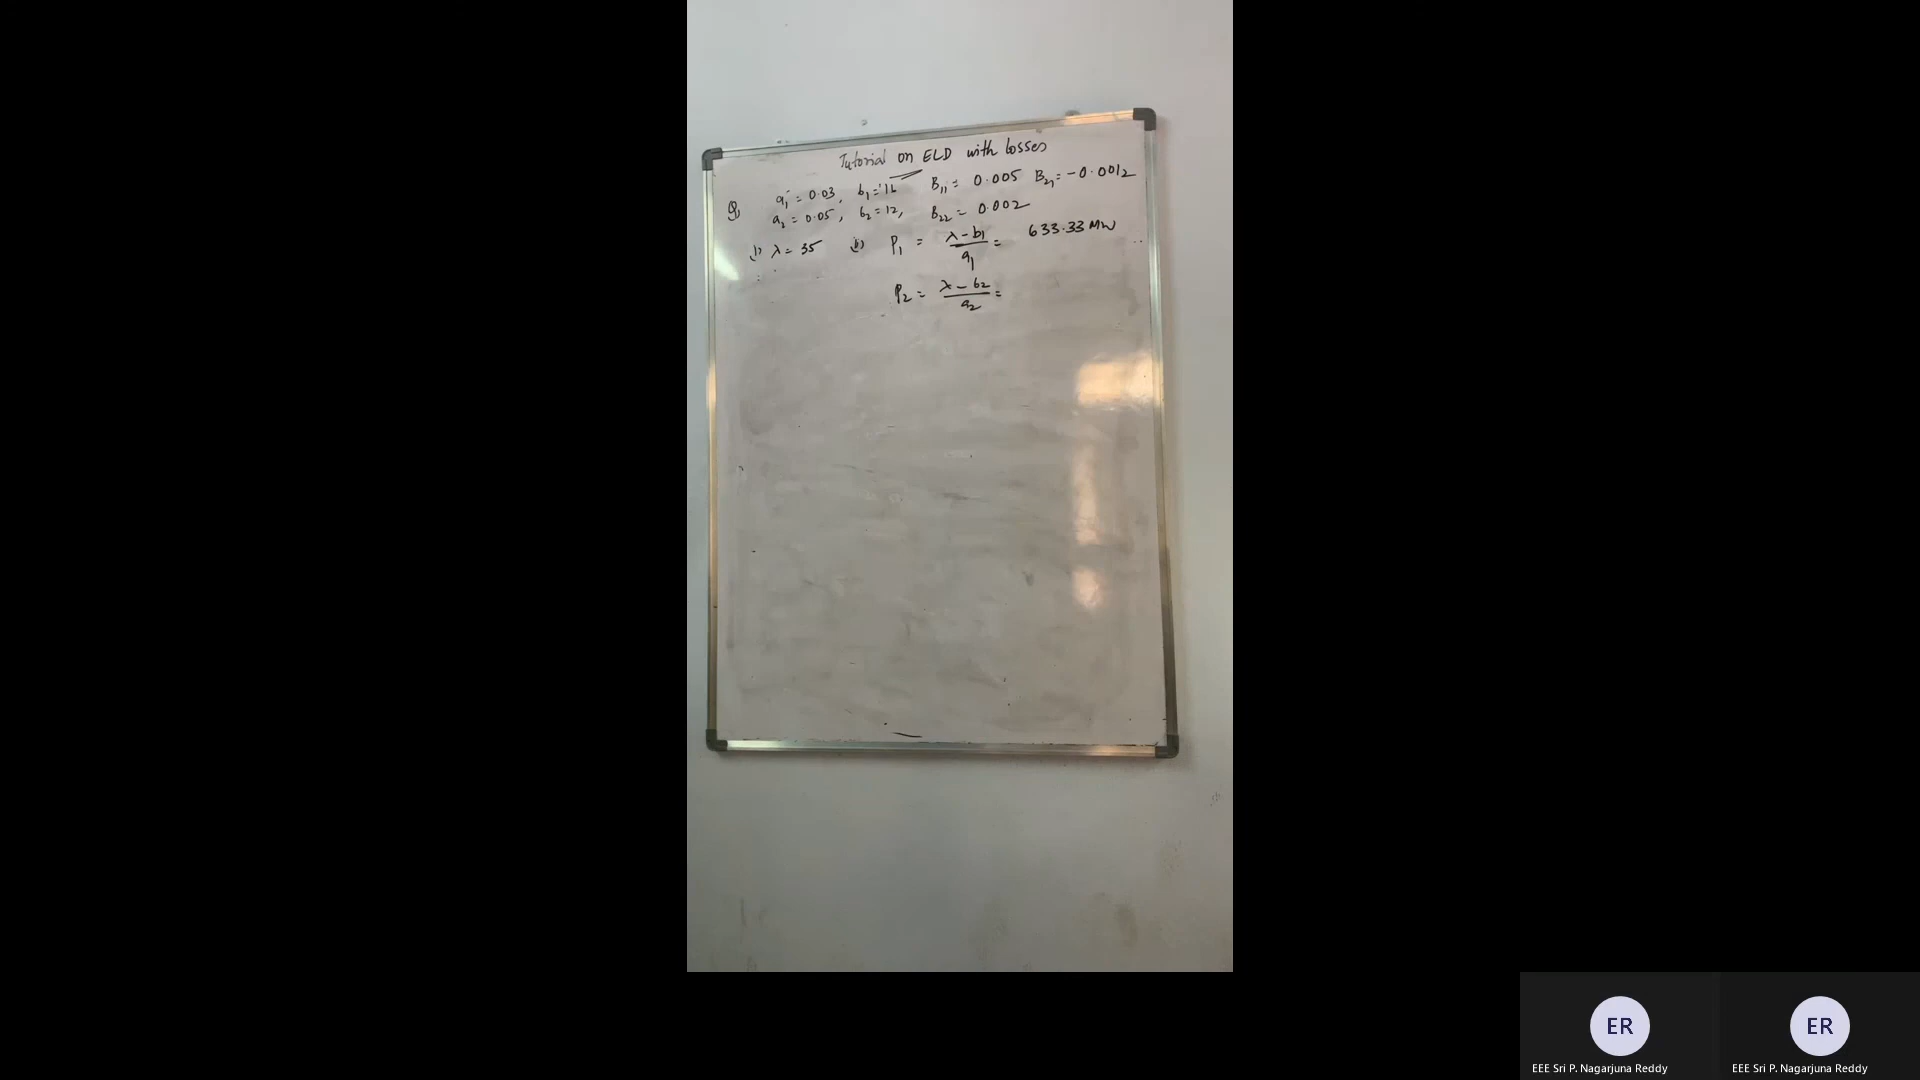 Tutorial on ELD with losses
Q1 a1 = 0.03, b1 = 16 B11 = 0.005 B21 = -0.0012
a2 = 0.05, b2 = 12, B22 = 0.002
1) λ = 35 P1 = (λ - b1)/a1 = 633.33 MW
P2 = (λ - b2)/a2 =
ER
ER
EEE Sri P. Nagarjuna Reddy
EEE Sri P. Nagarjuna Reddy